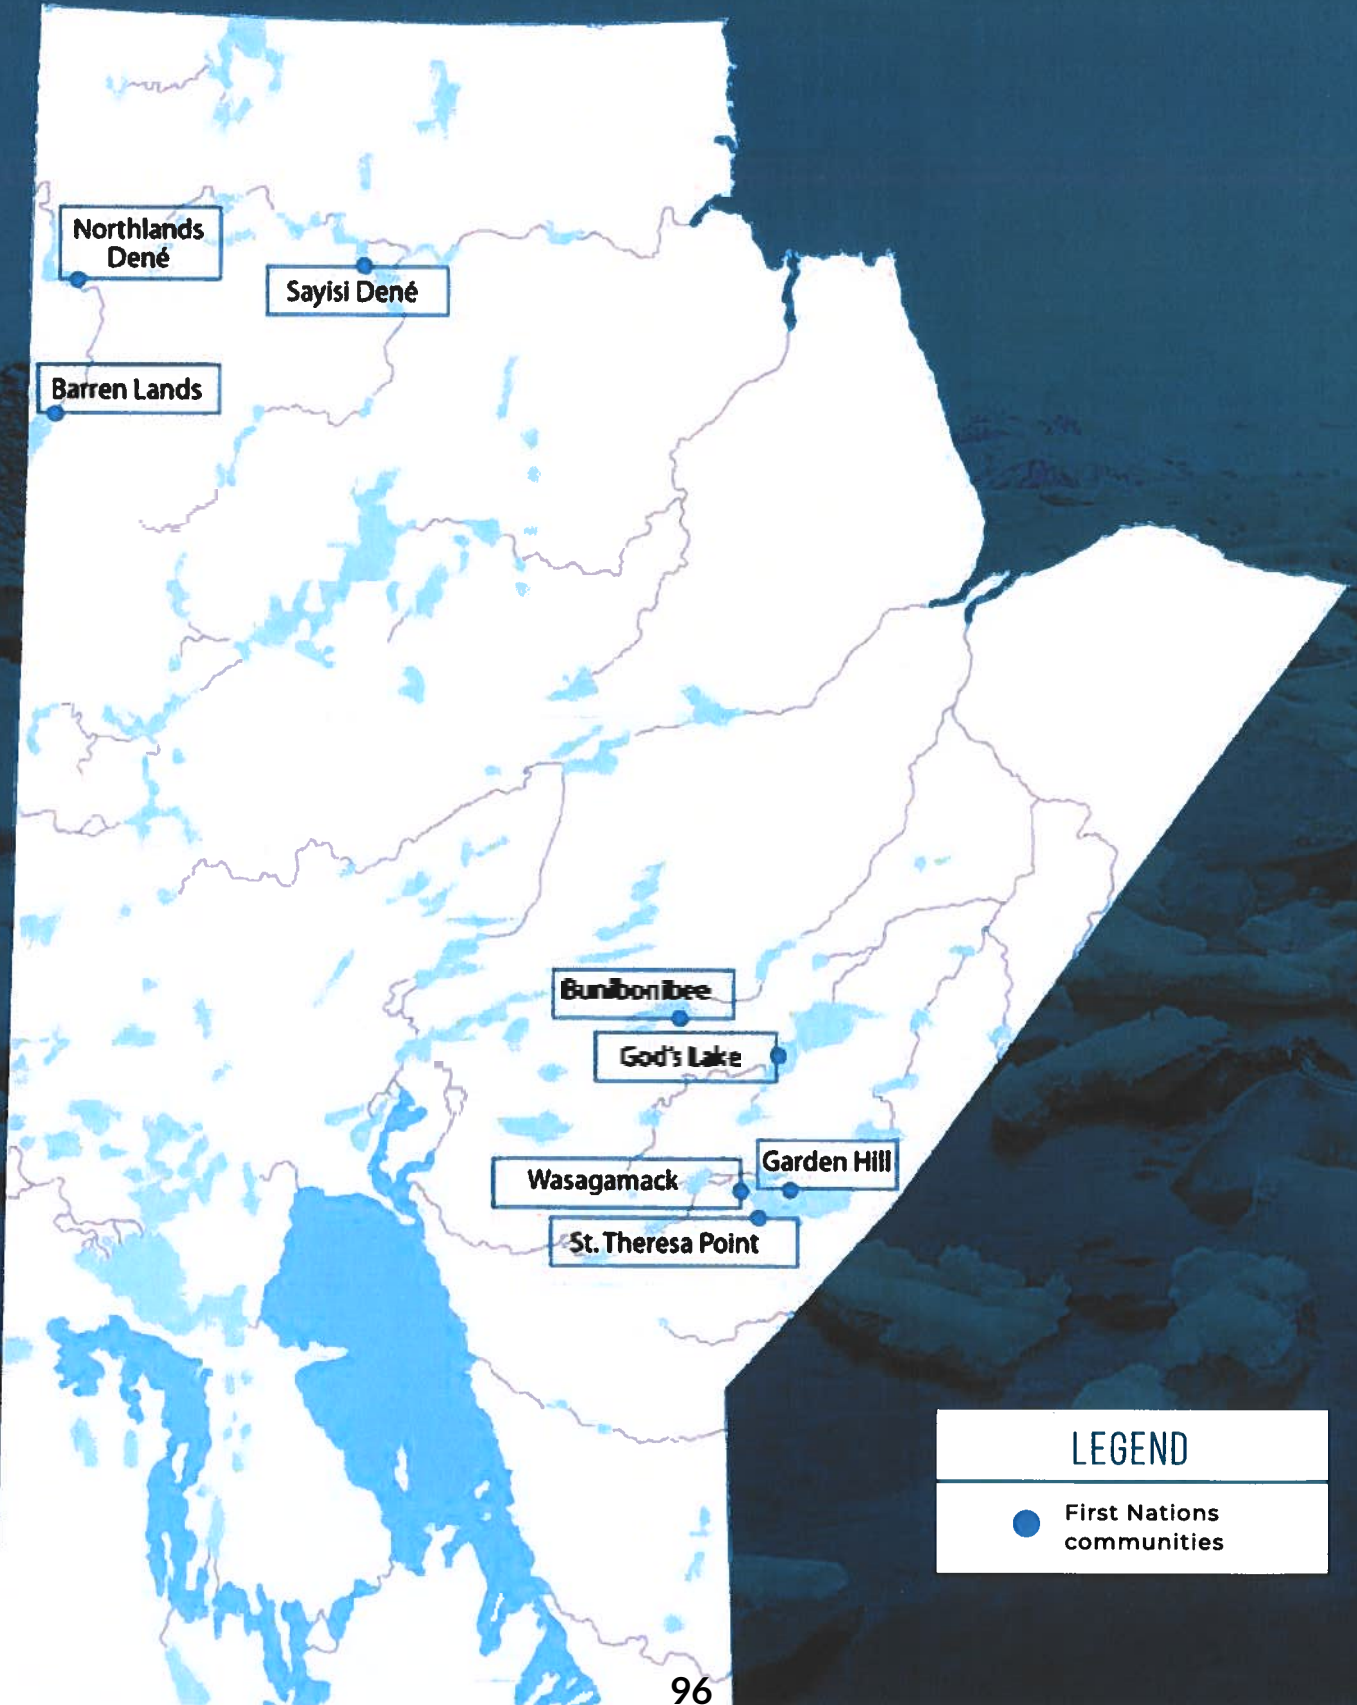 Northlands
Dené
Sayisi Dené
Barren Lands
Bunibonibee
God's Lake
Garden Hill
Wasagamack
St. Theresa Point
LEGEND
First Nations
communities
96